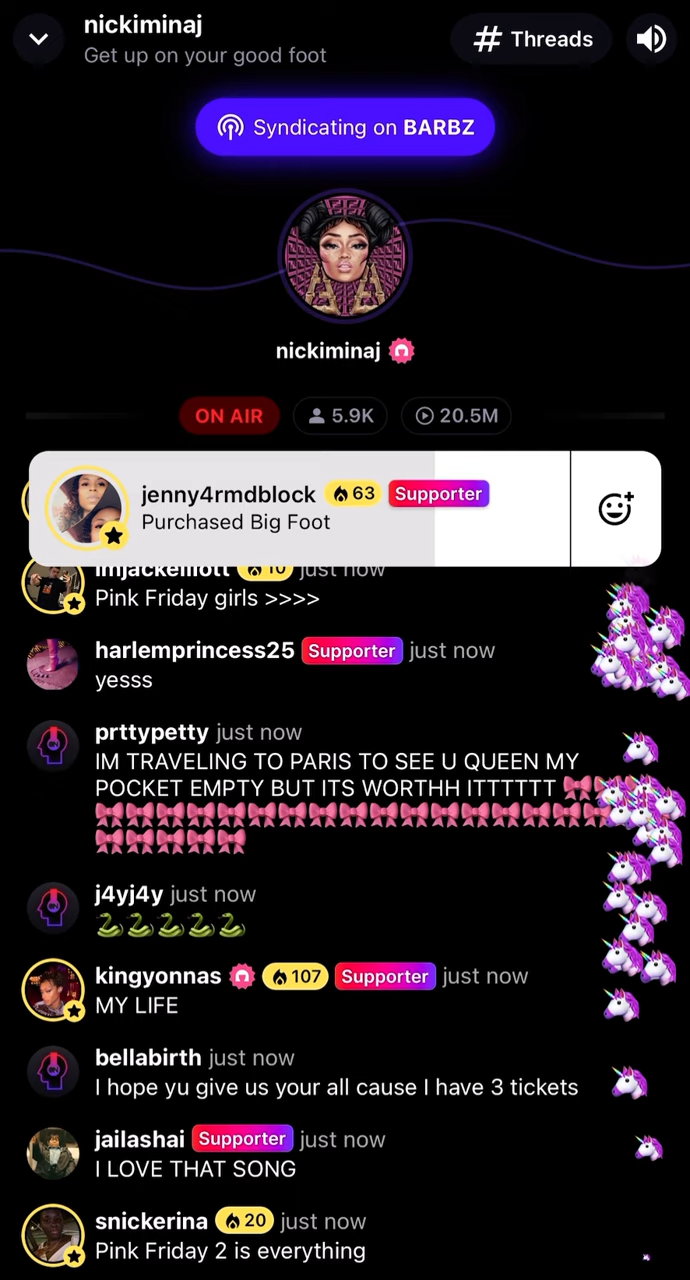 nickiminaj
Get up on your good foot
# Threads
Syndicating on BARBZ
nickiminaj
ON AIR
5.9K
20.5M
jenny4rmdblock 63 Supporter
Purchased Big Foot
imjackelliott 10 just now
Pink Friday girls >>>>
harlemprincess25 Supporter just now
yesss
prttypetty just now
IM TRAVELING TO PARIS TO SEE U QUEEN MY
POCKET EMPTY BUT ITS WORTHH ITTTTTT 🎀🎀
🎀🎀🎀🎀🎀🎀🎀🎀🎀🎀🎀🎀🎀🎀🎀🎀🎀
🎀🎀🎀🎀🎀
j4yj4y just now
🐍🐍🐍🐍🐍
kingyonnas 107 Supporter just now
MY LIFE
bellabirth just now
I hope yu give us your all cause I have 3 tickets
jailashai Supporter just now
I LOVE THAT SONG
snickerina 20 just now
Pink Friday 2 is everything